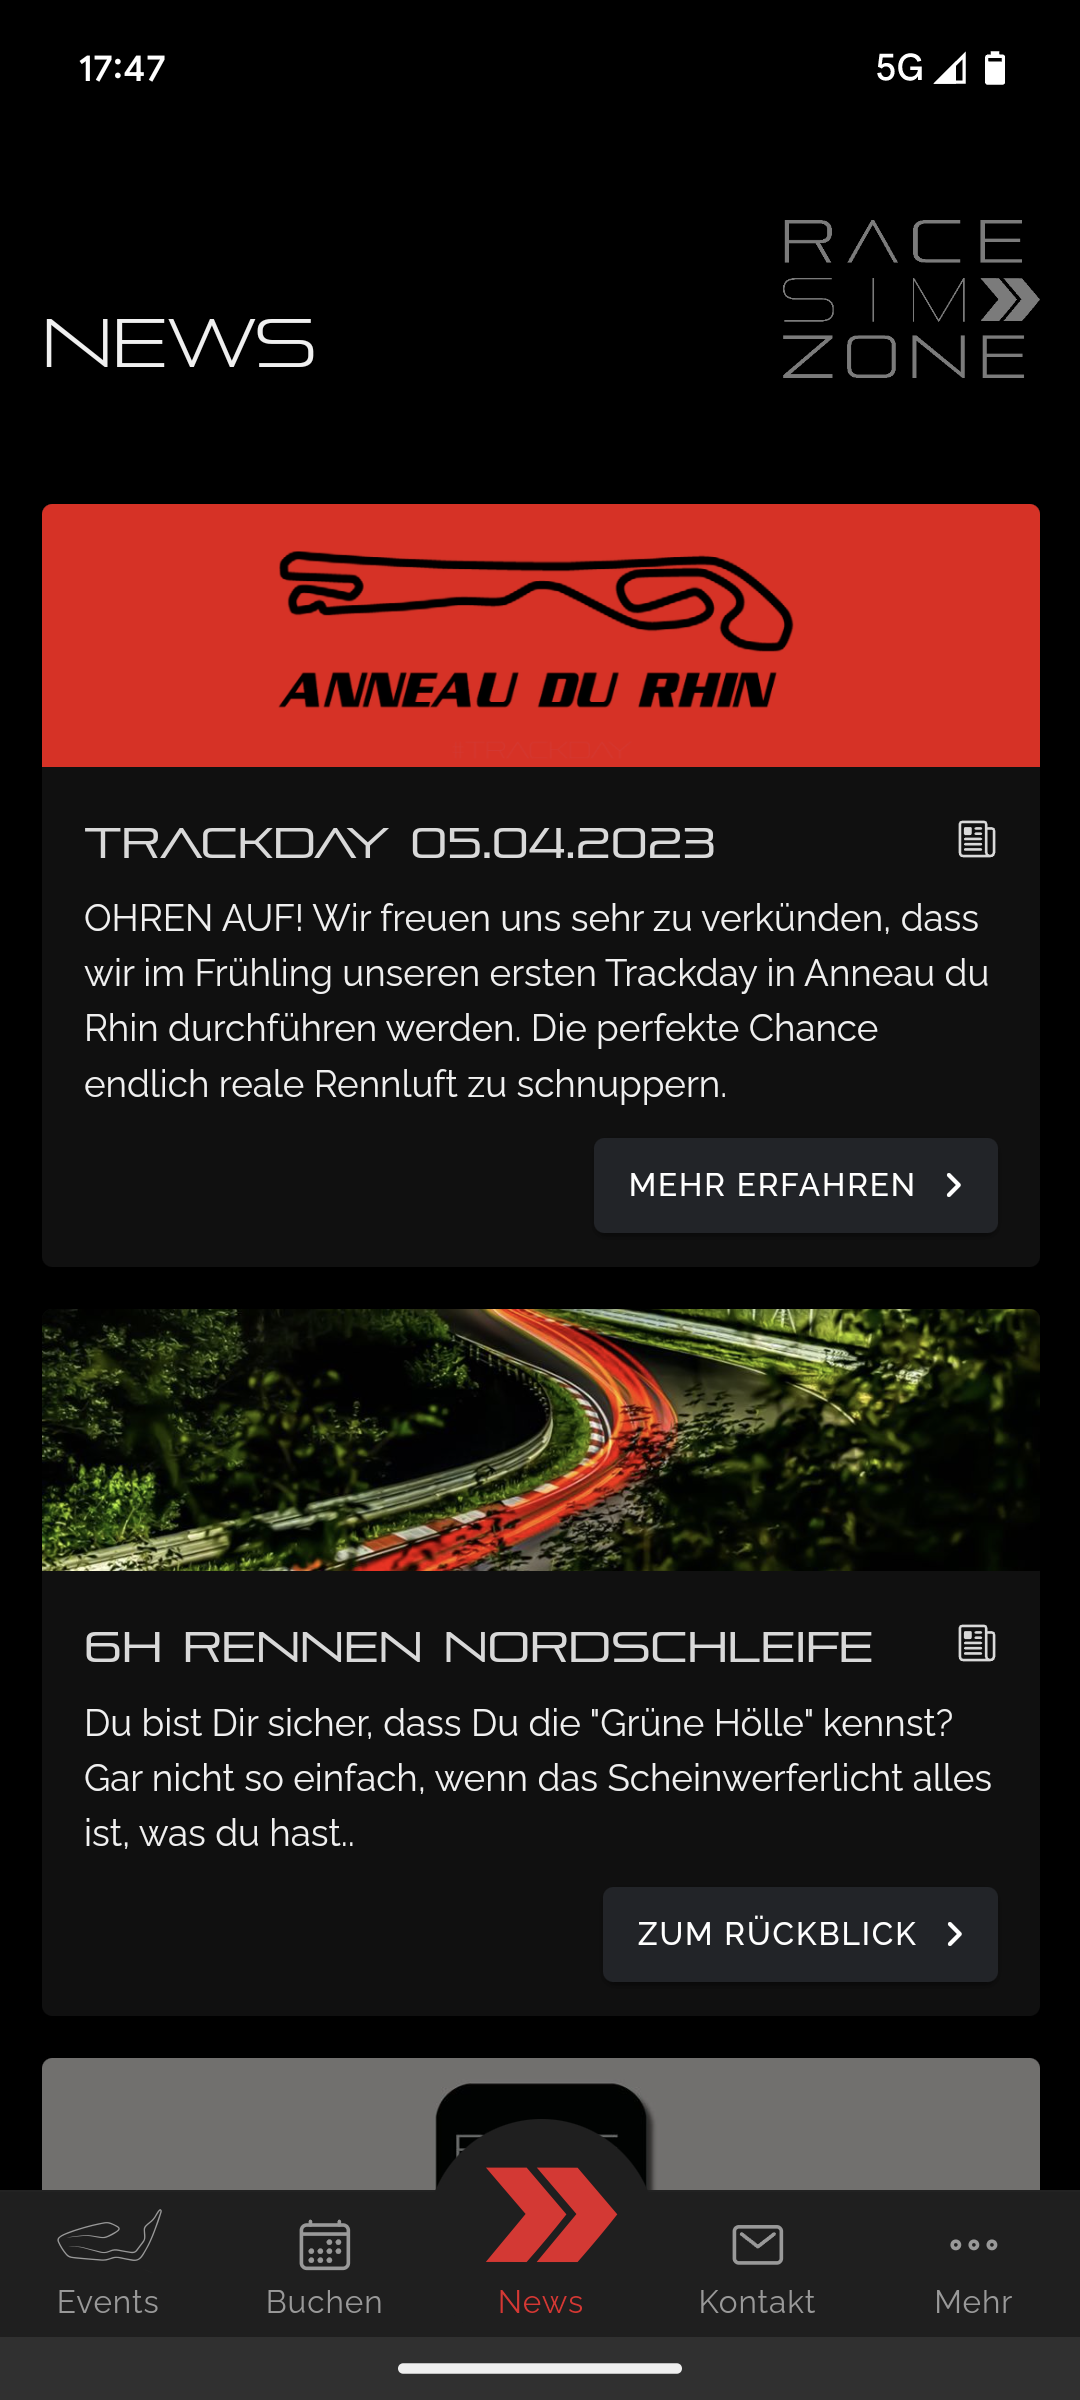 17:47
5G
RACE
SIM
ZONE
NEWS
ANNEAU DU RHIN
TRACKDAY 05.04.2023
OHREN AUF! Wir freuen uns sehr zu verkünden, dass
wir im Frühling unseren ersten Trackday in Anneau du
Rhin durchführen werden. Die perfekte Chance
endlich reale Rennluft zu schnuppern.
MEHR ERFAHREN
6H RENNEN NORDSCHLEIFE
Du bist Dir sicher, dass Du die "Grüne Hölle" kennst?
Gar nicht so einfach, wenn das Scheinwerferlicht alles
ist, was du hast..
ZUM RÜCKBLICK
Events
Buchen
News
Kontakt
Mehr